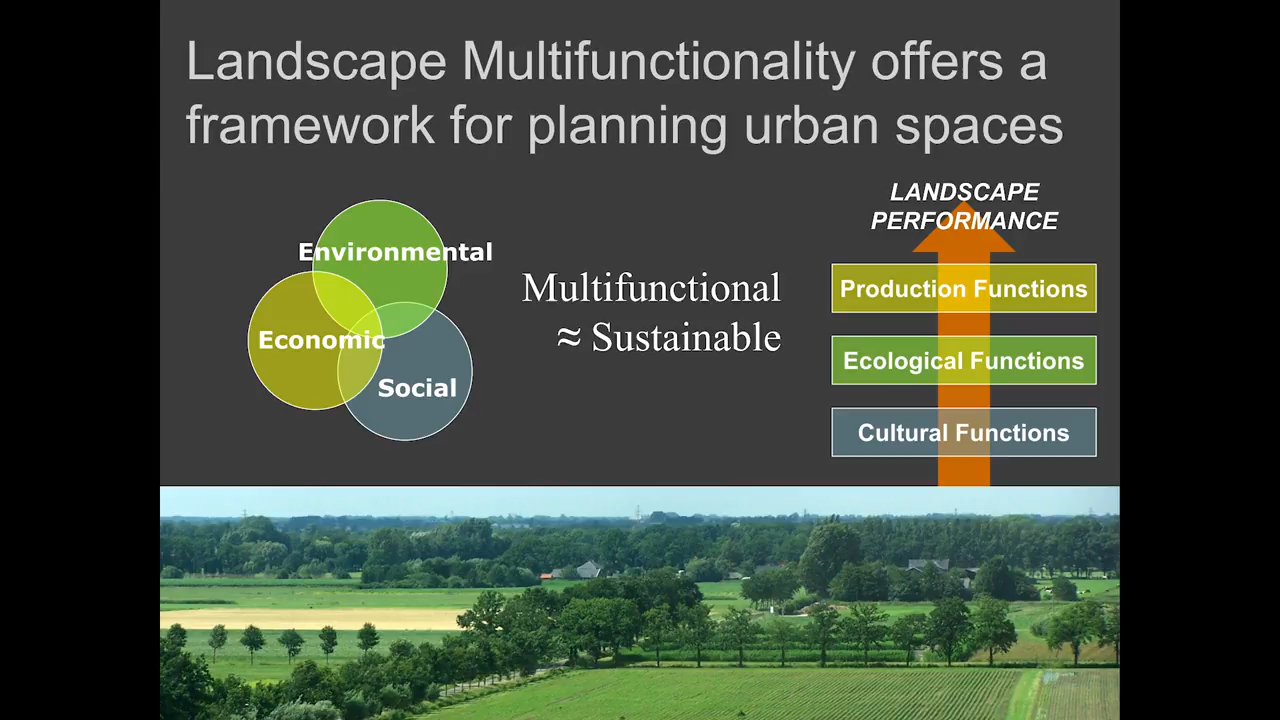 Landscape Multifunctionality offers a
framework for planning urban spaces
Environmental
Economic
Social
Multifunctional
≈ Sustainable
LANDSCAPE
PERFORMANCE
Production Functions
Ecological Functions
Cultural Functions